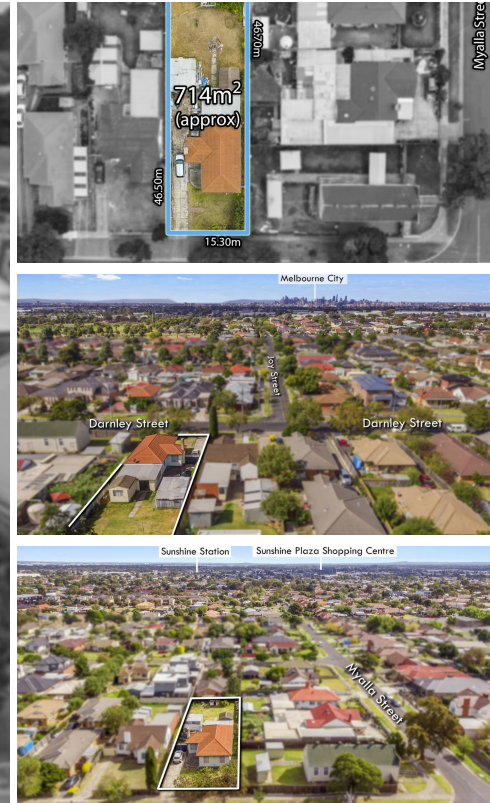 Myalla Stree
46.70m
714m²
(approx)
46.50m
15.30m
Melbourne City
Joy Street
Darnley Street
Darnley Street
Sunshine Station
Sunshine Plaza Shopping Centre
Myalla Street